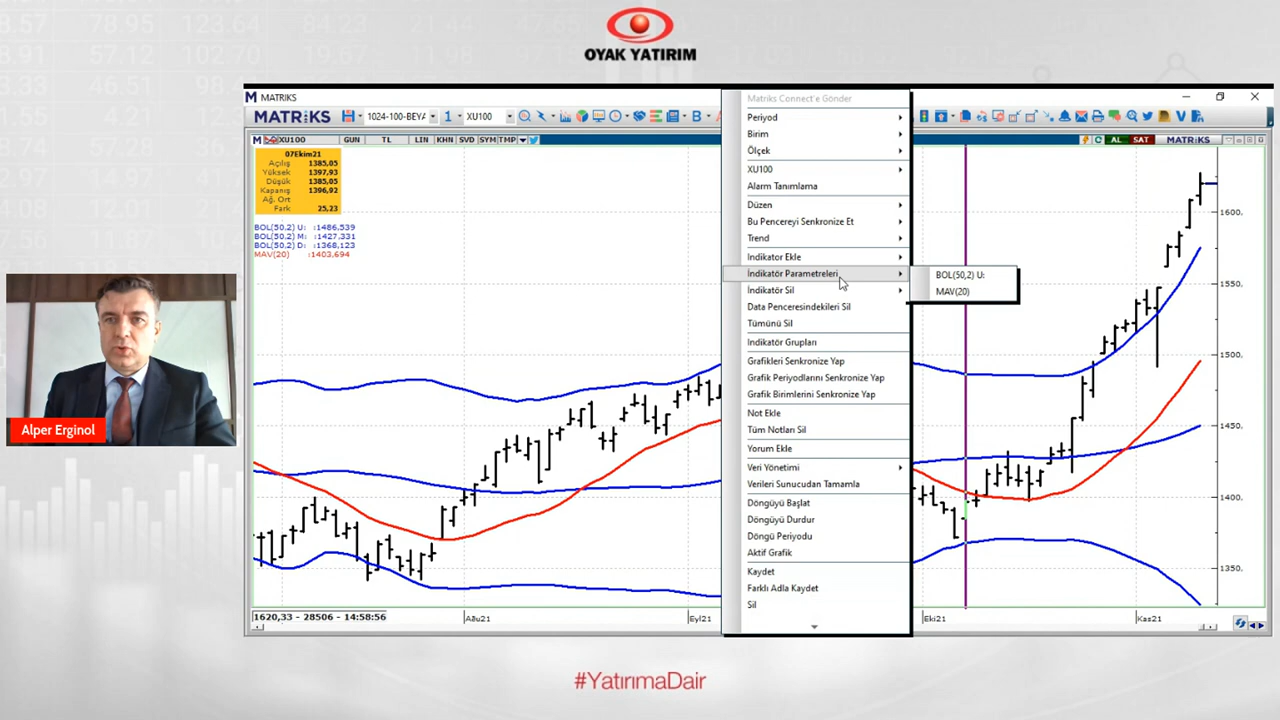 OYAK YATIRIM
MATRIKS
MATRIKS 1024-100-BEYA 1 XU100 B
XU100 GUN TL LIN KHN SVD SYM TMP AL SAT MATRIKS
07Ekim21
Açılış 1385,05
Yüksek 1397,93
Düşük 1385,05
Kapanış 1396,92
Ağ. Ort
Fark 25,23
BOL(50,2) U: :1486,539
BOL(50,2) M: :1427,331
BOL(50,2) D: :1368,123
MAV(20) :1403,694
Matriks Connect'e Gönder
Periyod
Birim
Ölçek
XU100
Alarm Tanımlama
Düzen
Bu Pencereyi Senkronize Et
Trend
Indikator Ekle
İndikatör Parametreleri
İndikatör Sil
Data Penceresindekileri Sil
Tümünü Sil
Indikatör Grupları
Grafikleri Senkronize Yap
Grafik Periyodlarını Senkronize Yap
Grafik Birimlerini Senkronize Yap
Not Ekle
Tüm Notları Sil
Yorum Ekle
Veri Yönetimi
Verileri Sunucudan Tamamla
Döngüyü Başlat
Döngüyü Durdur
Döngü Periyodu
Aktif Grafik
Kaydet
Farklı Adla Kaydet
Sil
BOL(50,2) U:
MAV(20)
1600.
1550.
1500.
1450.
1400.
1350.
1620,33 - 28506 - 14:58:56
Ağu21
Eyl21
Eki21
Kas21
Alper Erginol
#YatırımaDair